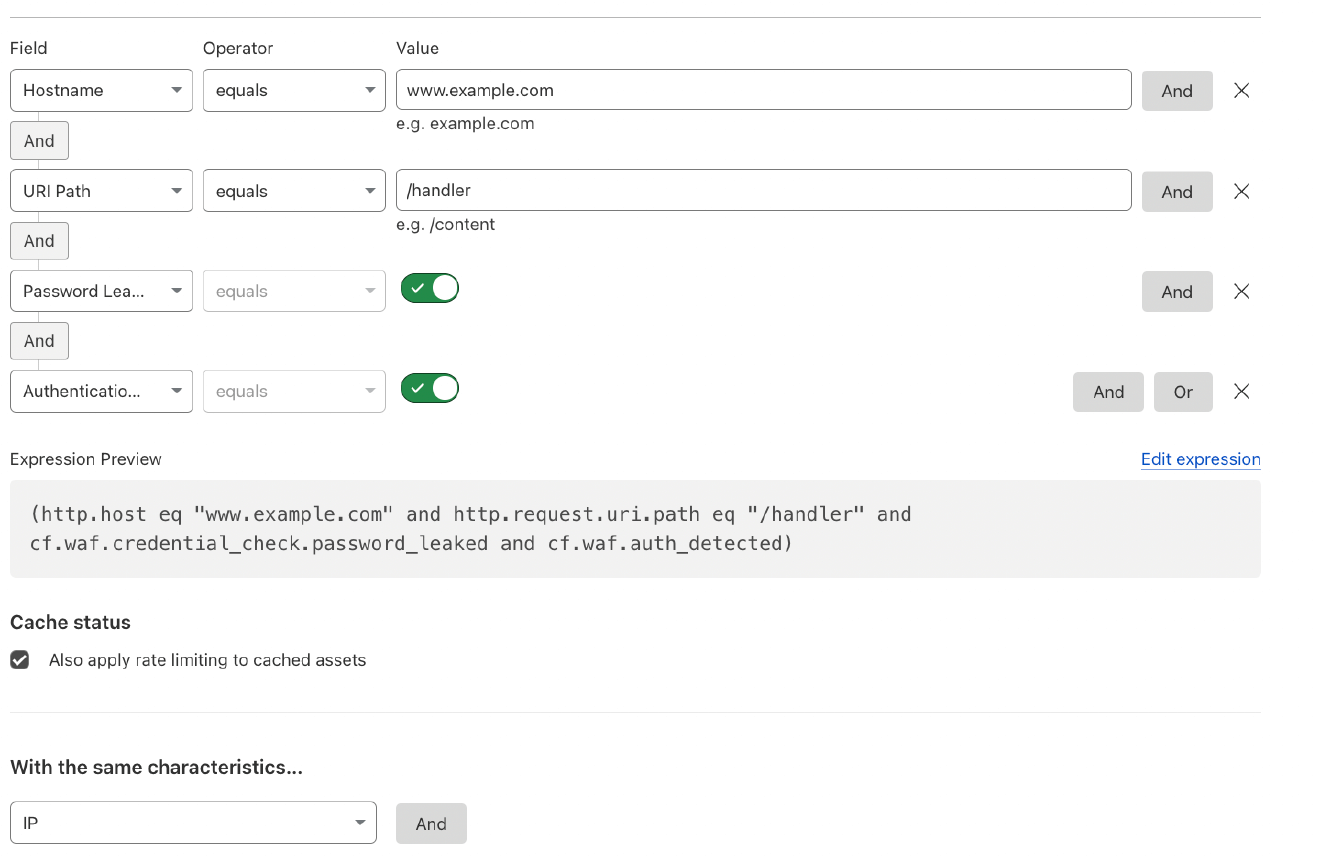 Field Operator Value
Hostname equals www.example.com And
e.g. example.com
And
URI Path equals /handler And
e.g. /content
And
Password Lea... equals And
And
Authenticatio... equals And Or
Expression Preview Edit expression
(http.host eq "www.example.com" and http.request.uri.path eq "/handler" and
cf.waf.credential_check.password_leaked and cf.waf.auth_detected)
Cache status
Also apply rate limiting to cached assets
With the same characteristics...
IP And